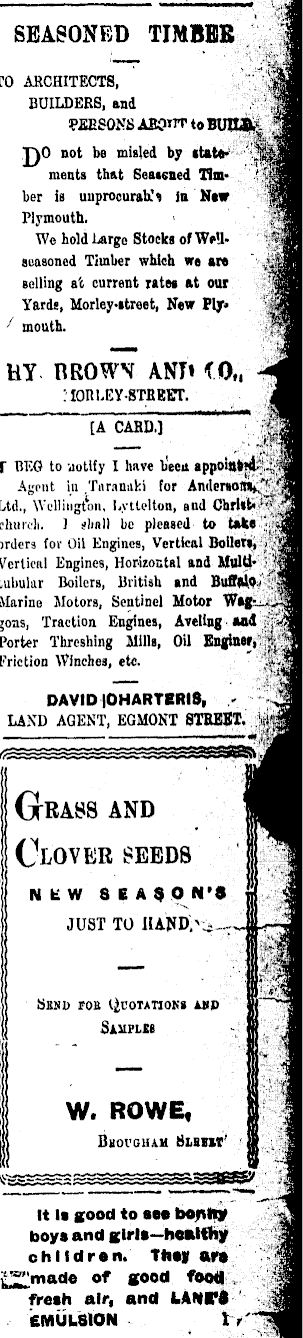 SEASONED TIMBER
TO ARCHITECTS,
BUILDERS, and
PERSONS ABOUT to BUILD.
DO not be misled by state-
ments that Seasoned Tim-
ber is unprocurable in New
Plymouth.
We hold Large Stocks of Well-
seasoned Timber which we are
selling at current rates at our
Yards, Morley-street, New Ply-
mouth.
HY. BROWN AND CO.,
MORLEY-STREET.
[A CARD.]
I BEG to notify I have been appointed
Agent in Taranaki for Andersons,
Ltd., Wellington, Lyttelton, and Christ-
church. I shall be pleased to take
orders for Oil Engines, Vertical Boilers,
Vertical Engines, Horizontal and Multi-
tubular Boilers, British and Buffalo
Marine Motors, Sentinel Motor Wag-
gons, Traction Engines, Aveling and
Porter Threshing Mills, Oil Engines,
Friction Winches, etc.
DAVID CHARTERIS,
LAND AGENT, EGMONT STREET.
GRASS AND
CLOVER SEEDS
NEW SEASON'S
JUST TO HAND.
SEND FOR QUOTATIONS AND
SAMPLES
W. ROWE,
BROUGHAM STREET
It is good to see bonny
boys and girls—healthy
children. They are
made of good food
fresh air, and LANE'S
EMULSION 1